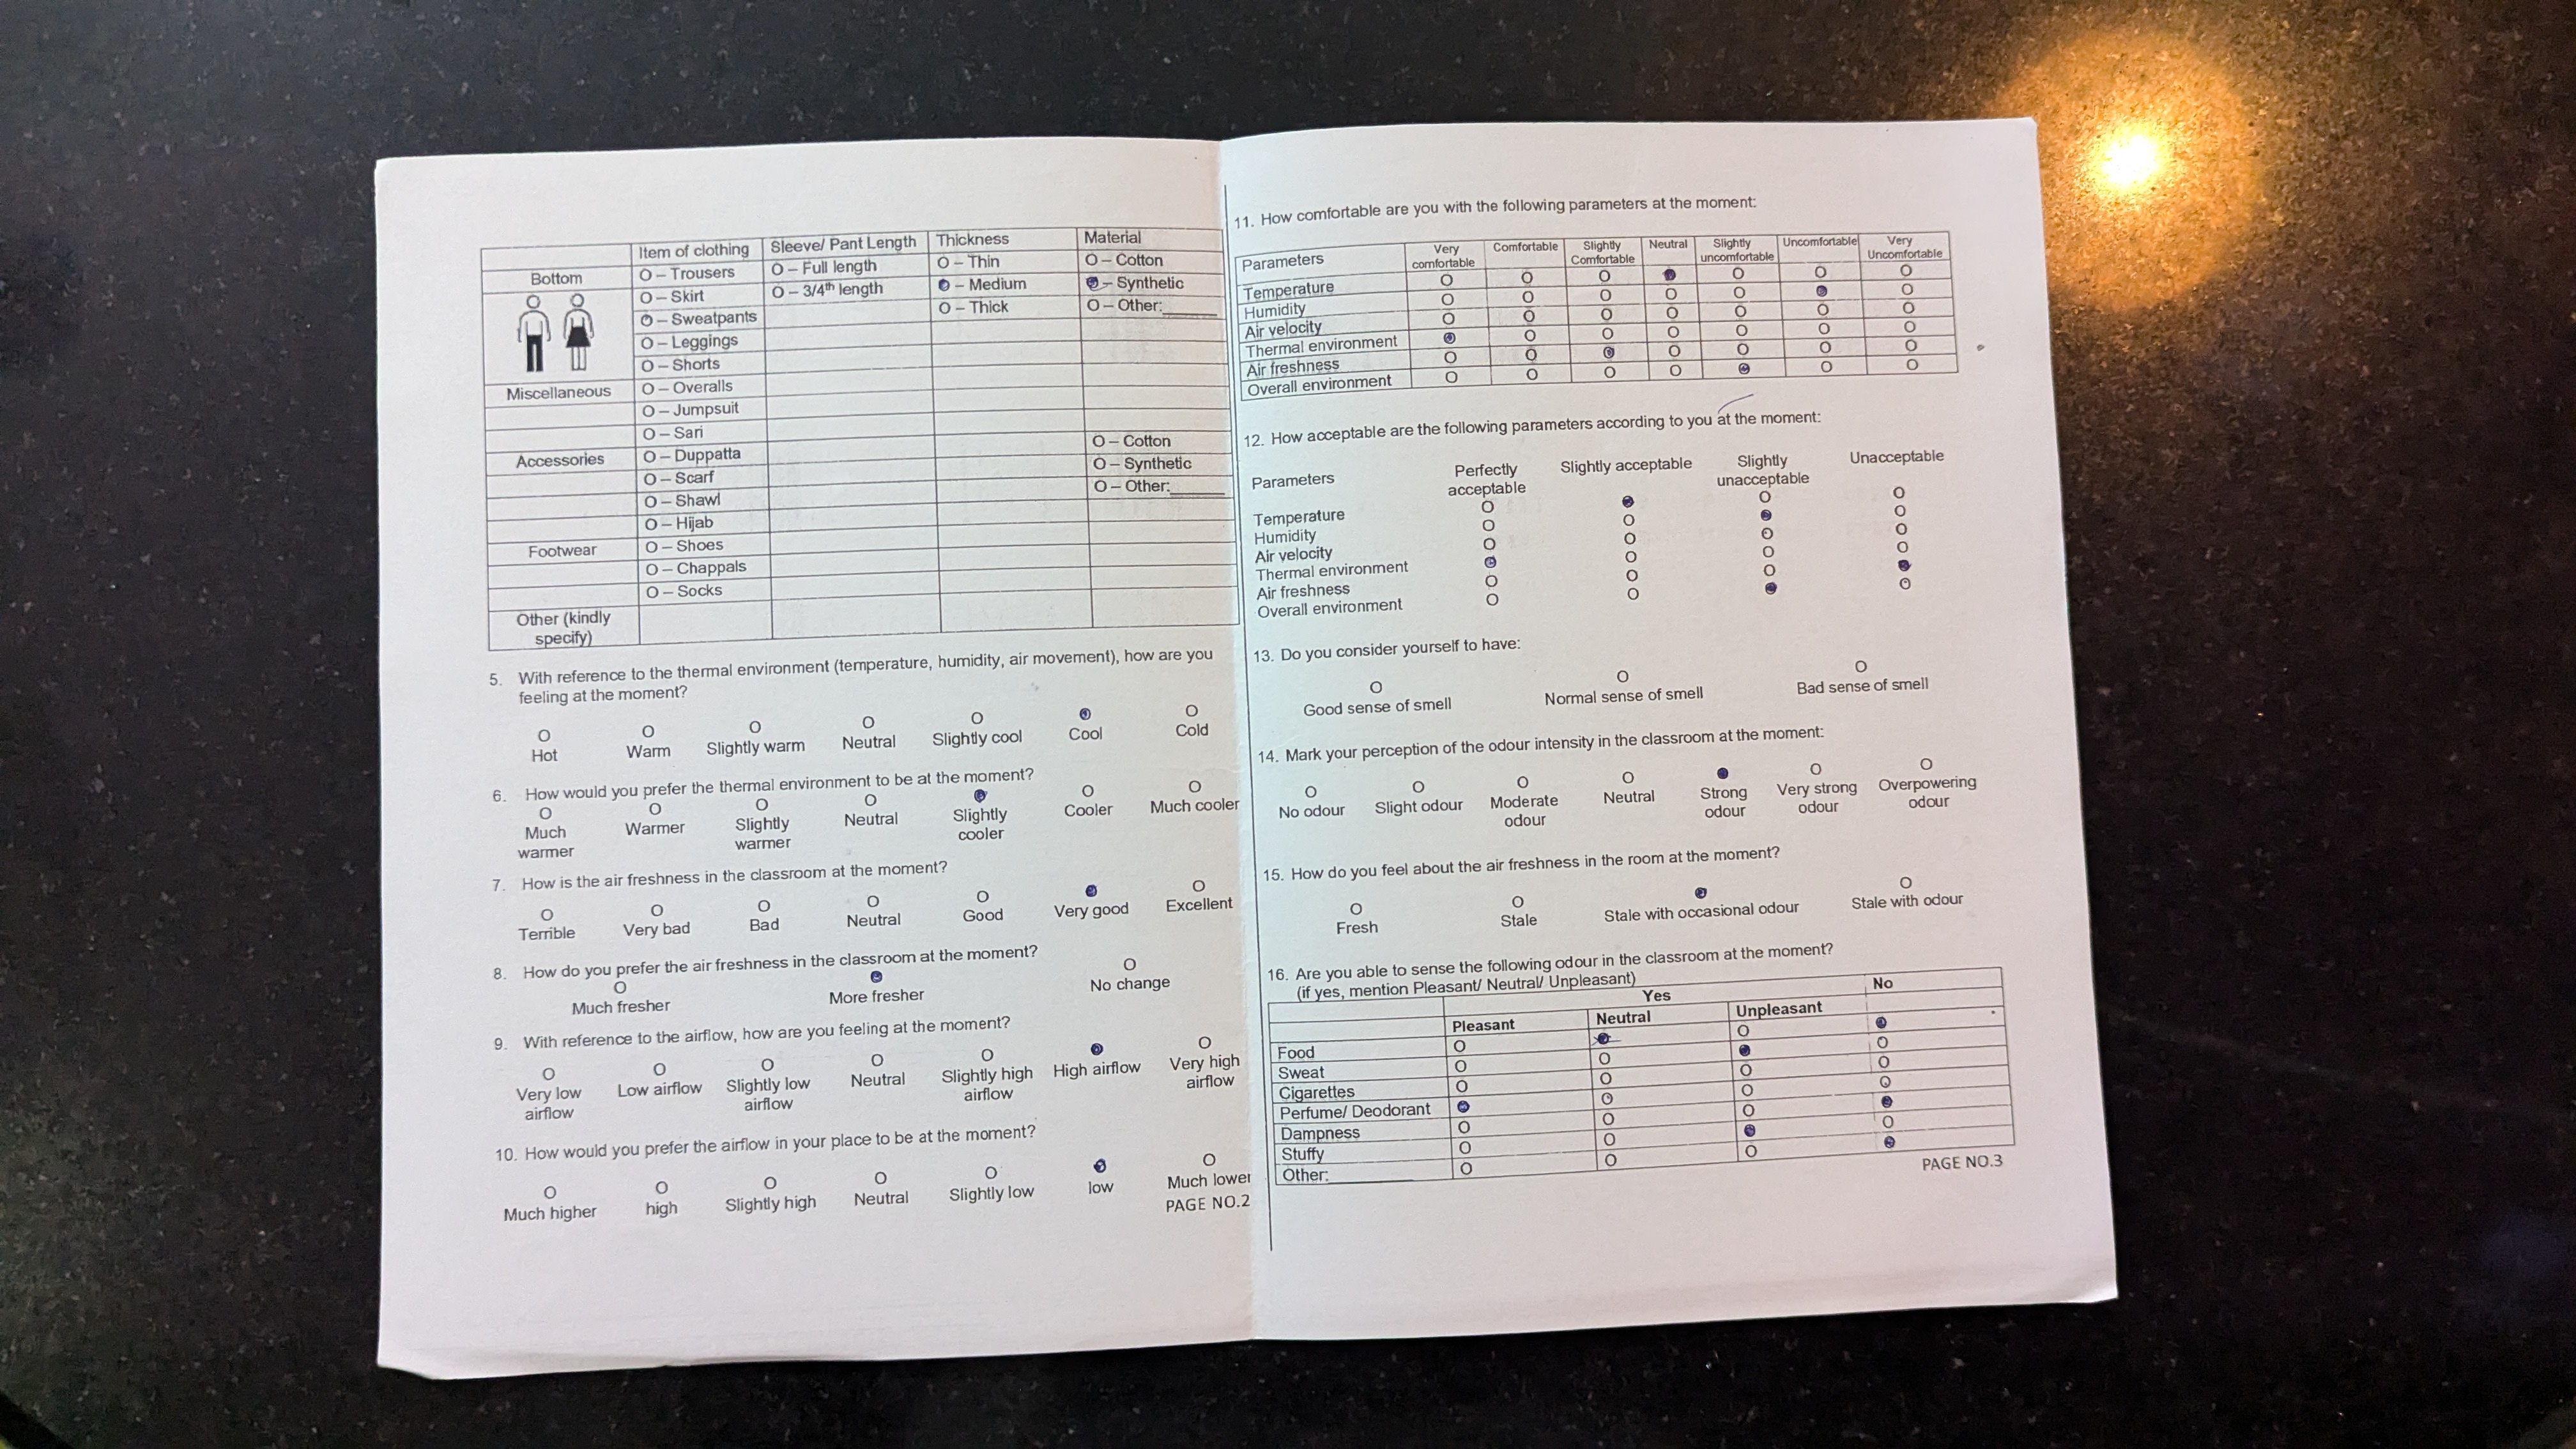 Item of clothing Sleeve/ Pant Length Thickness Material
Bottom O – Trousers O – Full length O – Thin O – Cotton
O – Skirt O – 3/4th length O – Medium O – Synthetic
O – Sweatpants O – Thick O – Other:______
O – Leggings
O – Shorts
Miscellaneous O – Overalls
O – Jumpsuit
O – Sari O – Cotton
Accessories O – Duppatta O – Synthetic
O – Scarf O – Other:______
O – Shawl
O – Hijab
Footwear O – Shoes
O – Chappals
O – Socks
Other (kindly
specify)
5. With reference to the thermal environment (temperature, humidity, air movement), how are you
feeling at the moment?
O O O O O O O
Hot Warm Slightly warm Neutral Slightly cool Cool Cold
6. How would you prefer the thermal environment to be at the moment?
O O O O O O O
Much warmer Warmer Slightly warmer Neutral Slightly cooler Cooler Much cooler
7. How is the air freshness in the classroom at the moment?
O O O O O O O
Terrible Very bad Bad Neutral Good Very good Excellent
8. How do you prefer the air freshness in the classroom at the moment?
O O O
Much fresher More fresher No change
9. With reference to the airflow, how are you feeling at the moment?
O O O O O O O
Very low airflow Low airflow Slightly low airflow Neutral Slightly high airflow High airflow Very high airflow
10. How would you prefer the airflow in your place to be at the moment?
O O O O O O O
Much higher high Slightly high Neutral Slightly low low Much lower
PAGE NO.2
11. How comfortable are you with the following parameters at the moment:
Parameters Very comfortable Comfortable Slightly Comfortable Neutral Slightly uncomfortable Uncomfortable Very Uncomfortable
Temperature O O O O O O O
Humidity O O O O O O O
Air velocity O O O O O O O
Thermal environment O O O O O O O
Air freshness O O O O O O O
Overall environment O O O O O O O
12. How acceptable are the following parameters according to you at the moment:
Parameters Perfectly acceptable Slightly acceptable Slightly unacceptable Unacceptable
Temperature O O O O
Humidity O O O O
Air velocity O O O O
Thermal environment O O O O
Air freshness O O O O
Overall environment O O O O
13. Do you consider yourself to have:
O O O
Good sense of smell Normal sense of smell Bad sense of smell
14. Mark your perception of the odour intensity in the classroom at the moment:
O O O O O O O
No odour Slight odour Moderate odour Neutral Strong odour Very strong odour Overpowering odour
15. How do you feel about the air freshness in the room at the moment?
O O O O
Fresh Stale Stale with occasional odour Stale with odour
16. Are you able to sense the following odour in the classroom at the moment?
(if yes, mention Pleasant/ Neutral/ Unpleasant)
Yes No
Pleasant Neutral Unpleasant
Food O O O O
Sweat O O O O
Cigarettes O O O O
Perfume/ Deodorant O O O O
Dampness O O O O
Stuffy O O O O
Other:________ O O O O
PAGE NO.3